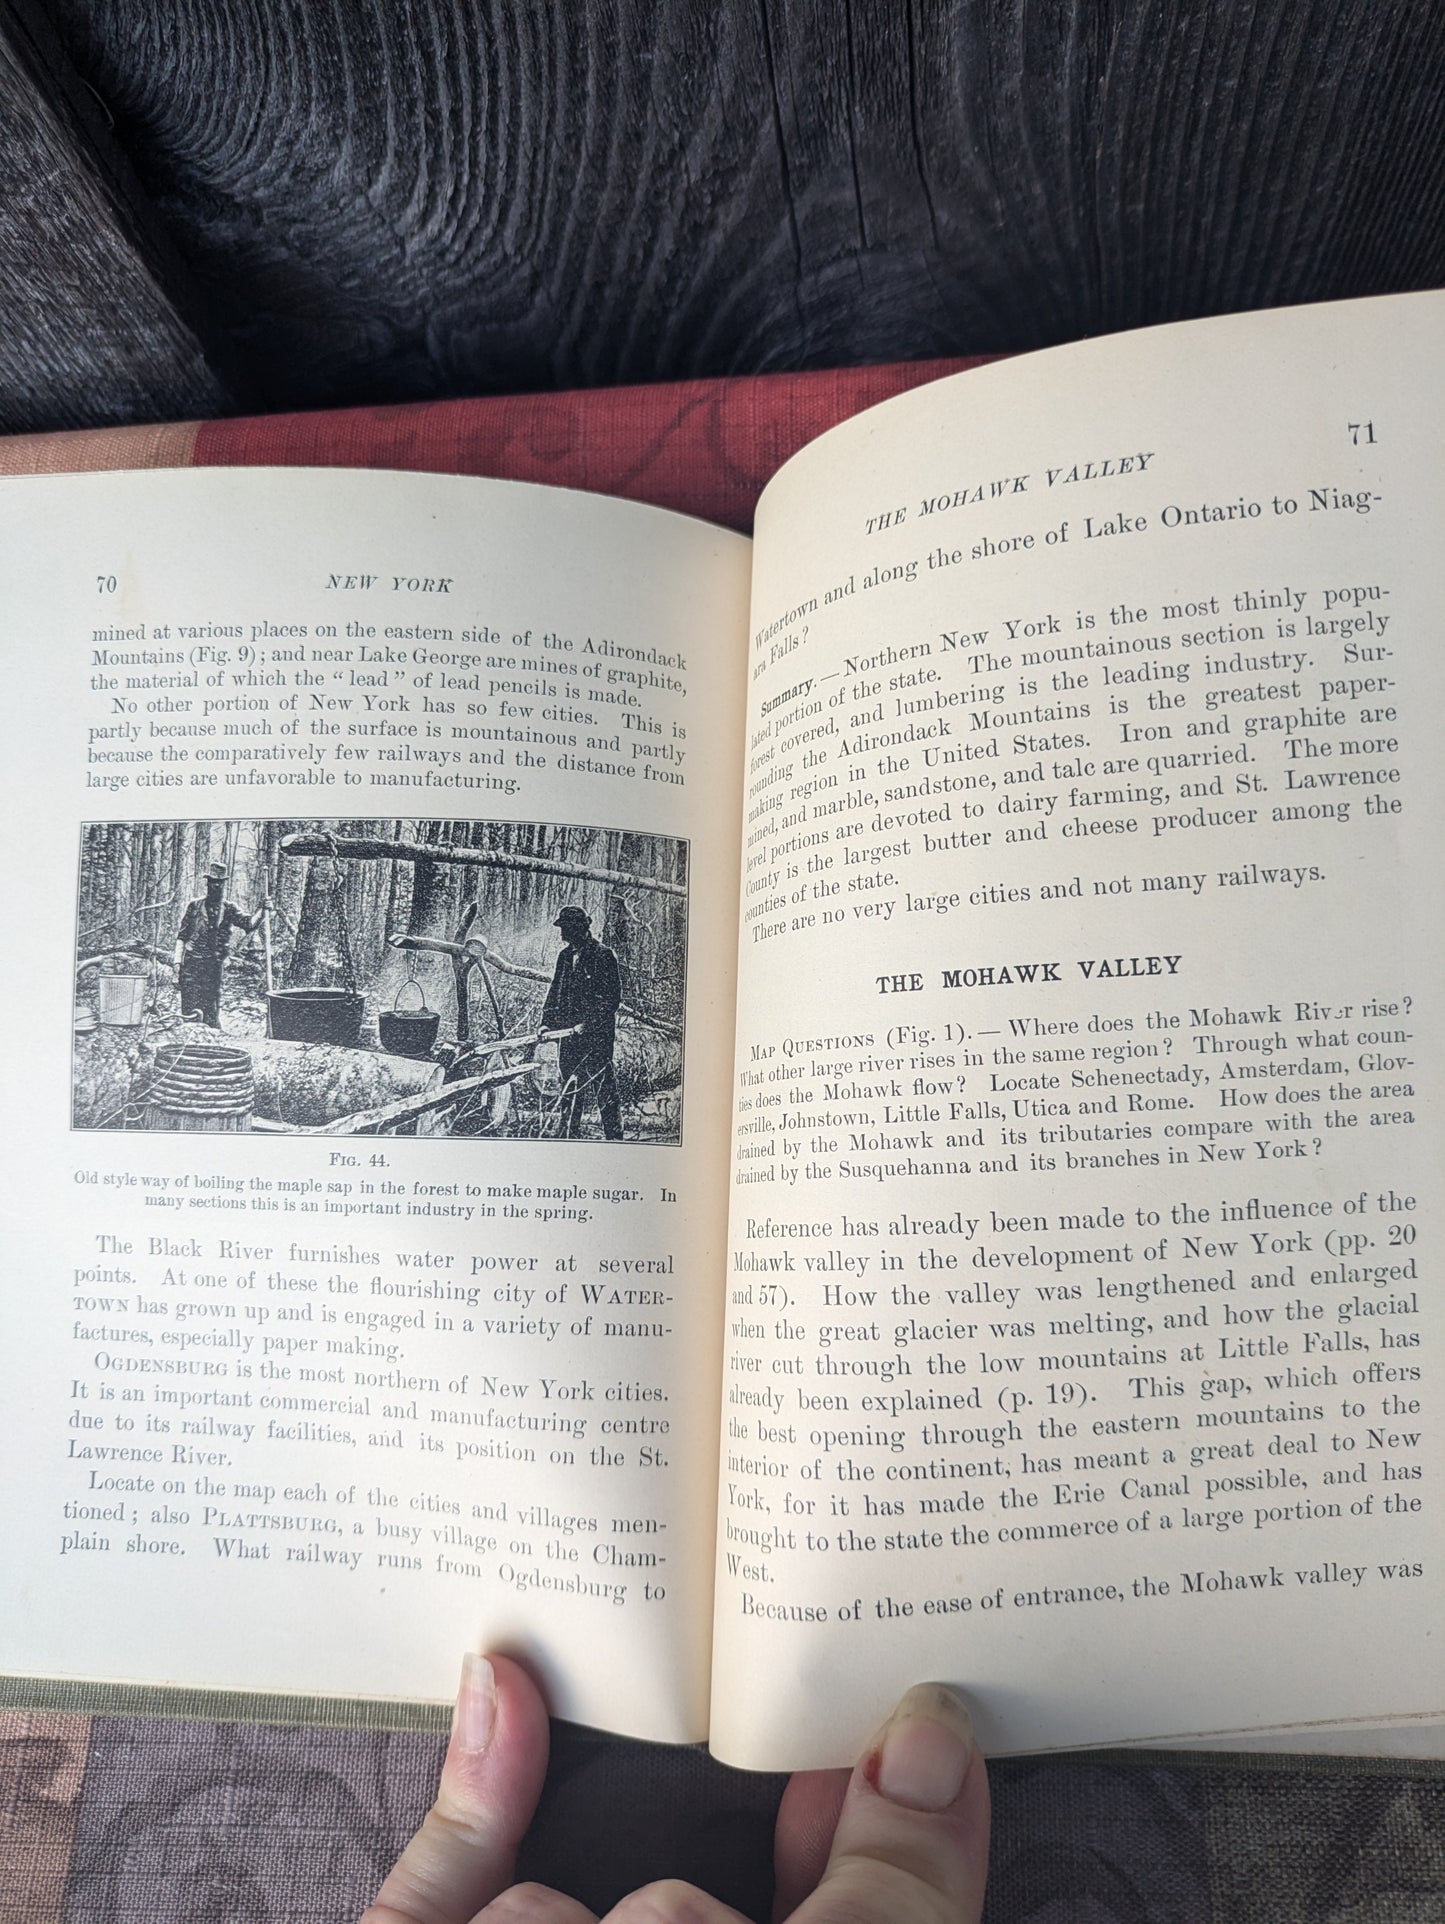 70
NEW YORK
mined at various places on the eastern side of the Adirondack
Mountains (Fig. 9); and near Lake George are mines of graphite,
the material of which the “lead” of lead pencils is made.
No other portion of New York has so few cities. This is
partly because much of the surface is mountainous and partly
because the comparatively few railways and the distance from
large cities are unfavorable to manufacturing.
FIG. 44.
Old style way of boiling the maple sap in the forest to make maple sugar. In
many sections this is an important industry in the spring.
The Black River furnishes water power at several
points. At one of these the flourishing city of WATER-
TOWN has grown up and is engaged in a variety of manu-
factures, especially paper making.
OGDENSBURG is the most northern of New York cities.
It is an important commercial and manufacturing centre
due to its railway facilities, and its position on the St.
Lawrence River.
Locate on the map each of the cities and villages men-
tioned; also PLATTSBURG, a busy village on the Cham-
plain shore. What railway runs from Ogdensburg to
THE MOHAWK VALLEY
71
Watertown and along the shore of Lake Ontario to Niag-
ara Falls?
Summary. — Northern New York is the most thinly popu-
lated portion of the state. The mountainous section is largely
forest covered, and lumbering is the leading industry. Sur-
rounding the Adirondack Mountains is the greatest paper-
making region in the United States. Iron and graphite are
mined, and marble, sandstone, and talc are quarried. The more
level portions are devoted to dairy farming, and St. Lawrence
County is the largest butter and cheese producer among the
counties of the state.
There are no very large cities and not many railways.
THE MOHAWK VALLEY
MAP QUESTIONS (Fig. 1). — Where does the Mohawk River rise?
What other large river rises in the same region? Through what coun-
ties does the Mohawk flow? Locate Schenectady, Amsterdam, Glov-
ersville, Johnstown, Little Falls, Utica and Rome. How does the area
drained by the Mohawk and its tributaries compare with the area
drained by the Susquehanna and its branches in New York?
Reference has already been made to the influence of the
Mohawk valley in the development of New York (pp. 20
and 57). How the valley was lengthened and enlarged
when the great glacier was melting, and how the glacial
river cut through the low mountains at Little Falls, has
already been explained (p. 19). This gap, which offers
the best opening through the eastern mountains to the
interior of the continent, has meant a great deal to New
York, for it has made the Erie Canal possible, and has
brought to the state the commerce of a large portion of the
West.
Because of the ease of entrance, the Mohawk valley was